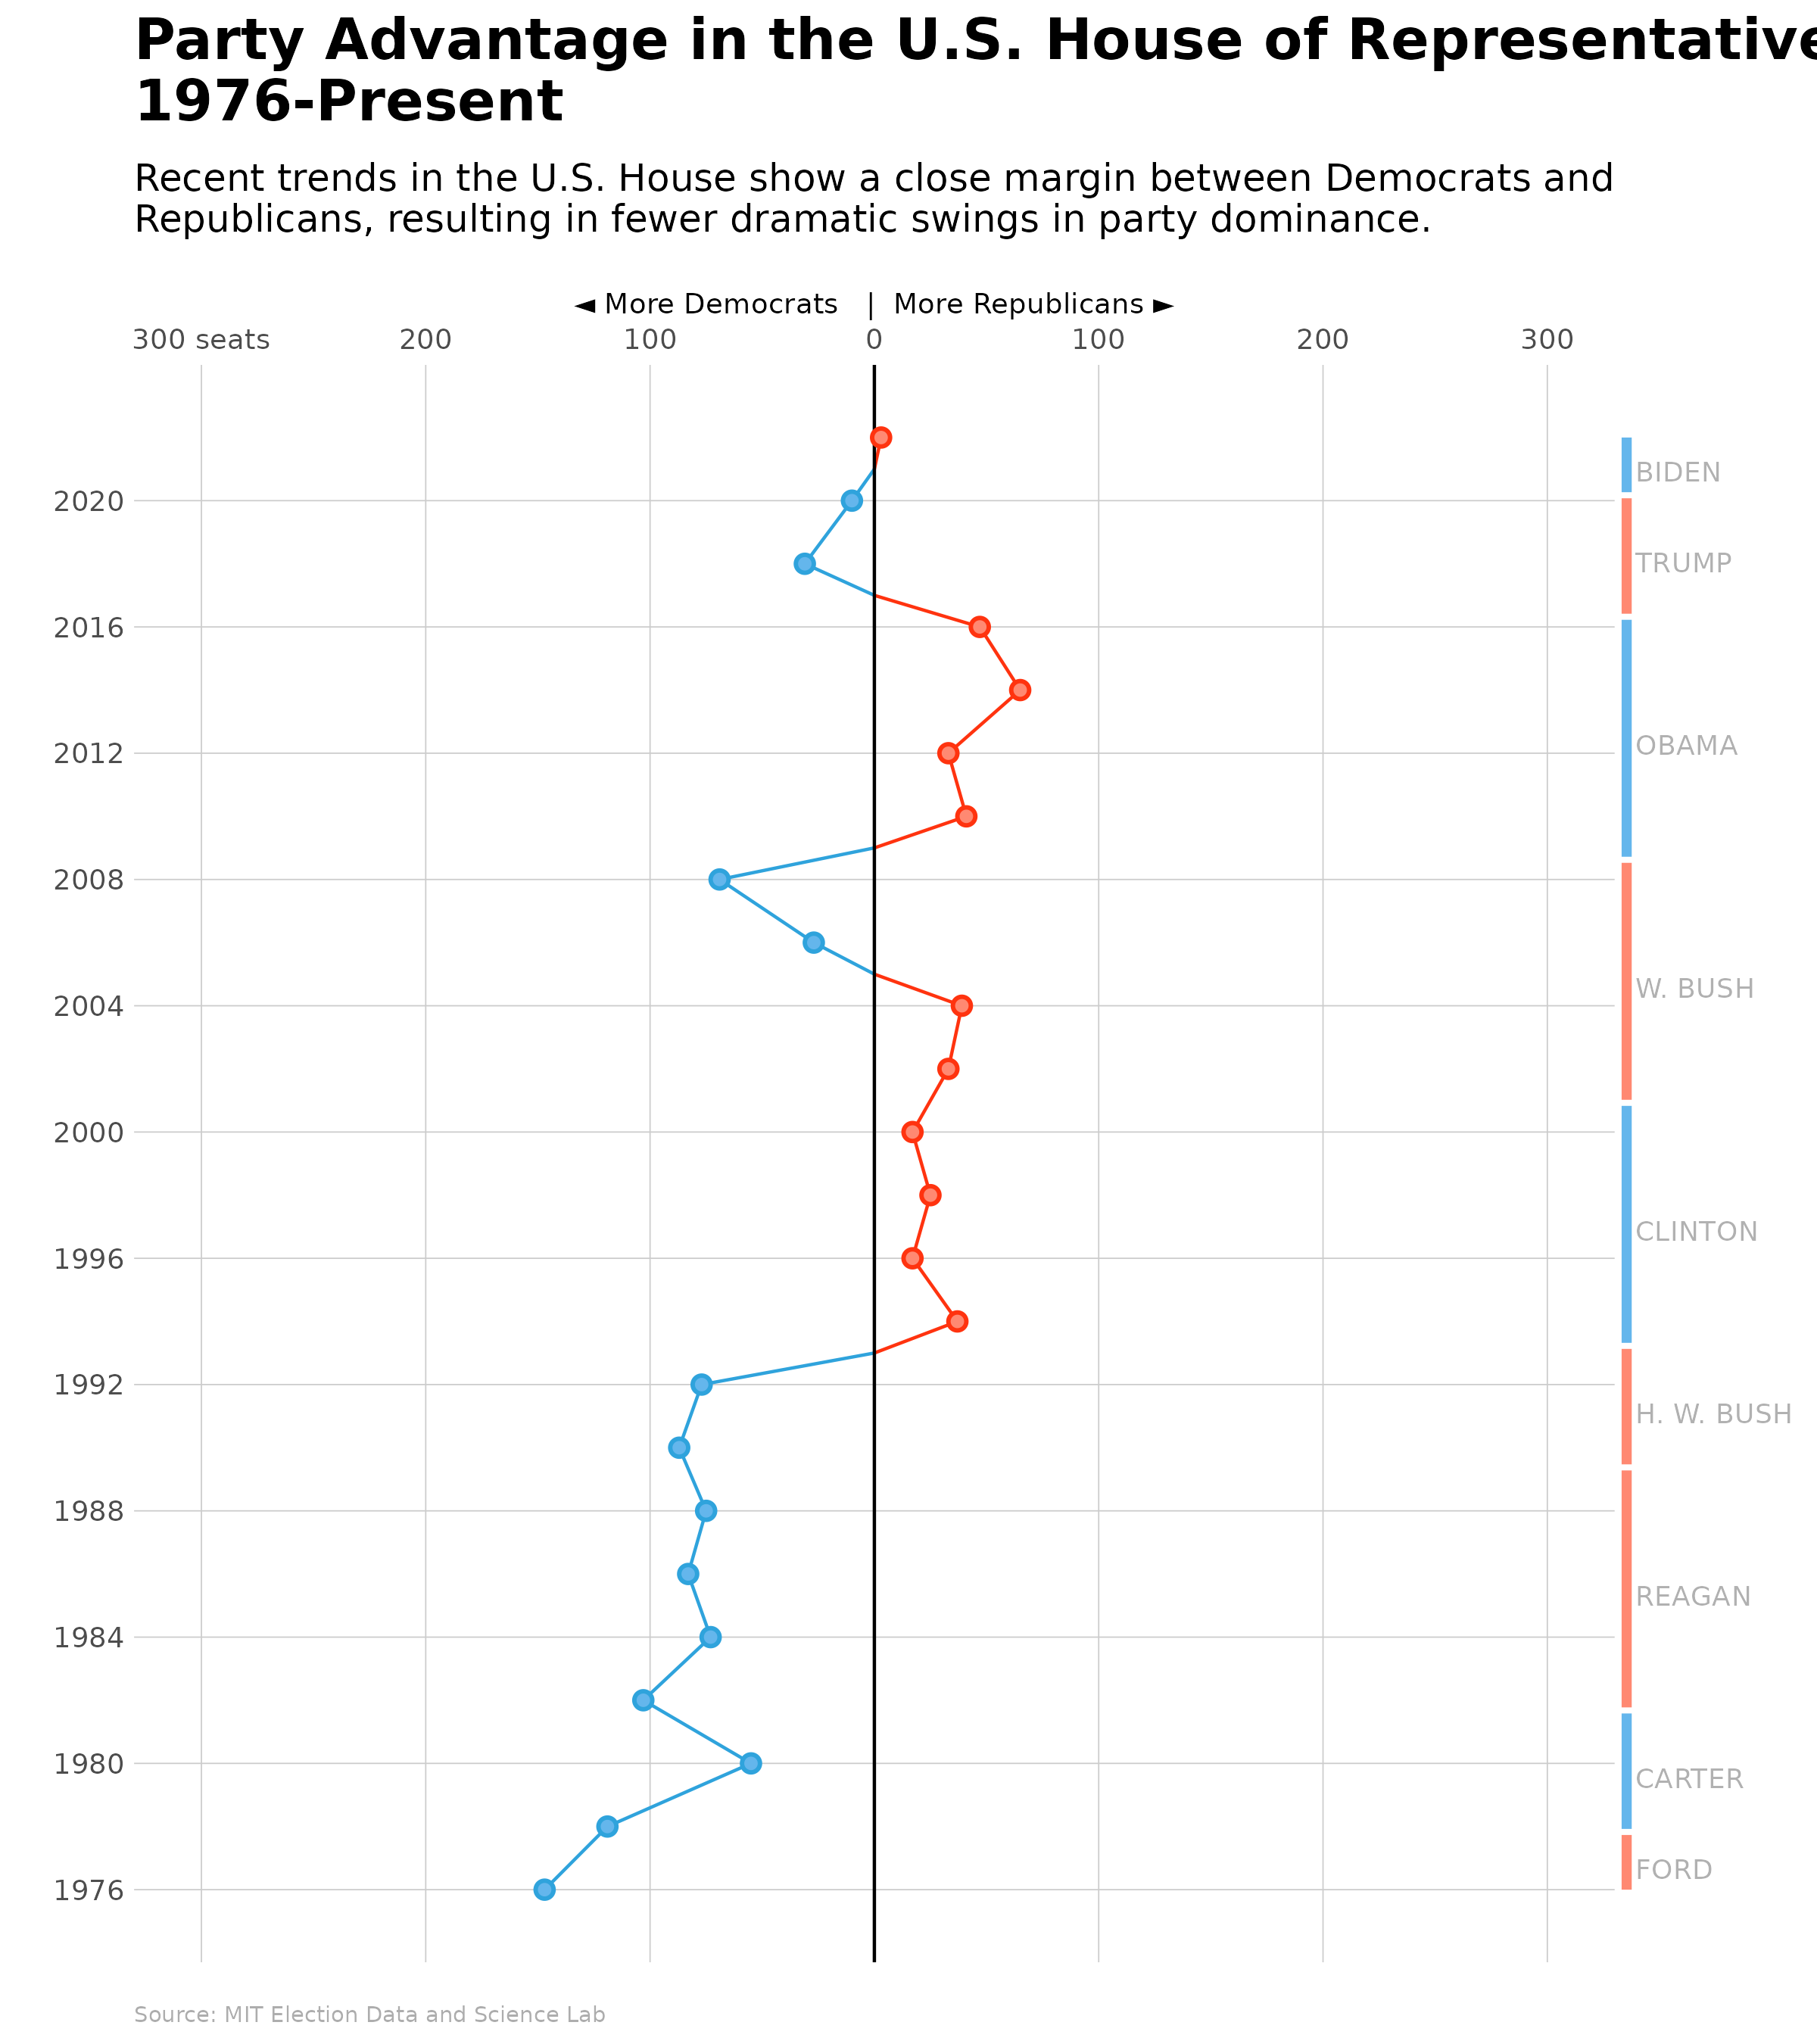 Party Advantage in the U.S. House of Representative
1976-Present
Recent trends in the U.S. House show a close margin between Democrats and
Republicans, resulting in fewer dramatic swings in party dominance.
◄ More Democrats | More Republicans ►
300 seats 200 100 0 100 200 300
BIDEN
2020
TRUMP
2016
OBAMA
2012
2008
W. BUSH
2004
2000
CLINTON
1996
1992
H. W. BUSH
1988
REAGAN
1984
1980
CARTER
FORD
1976
Source: MIT Election Data and Science Lab